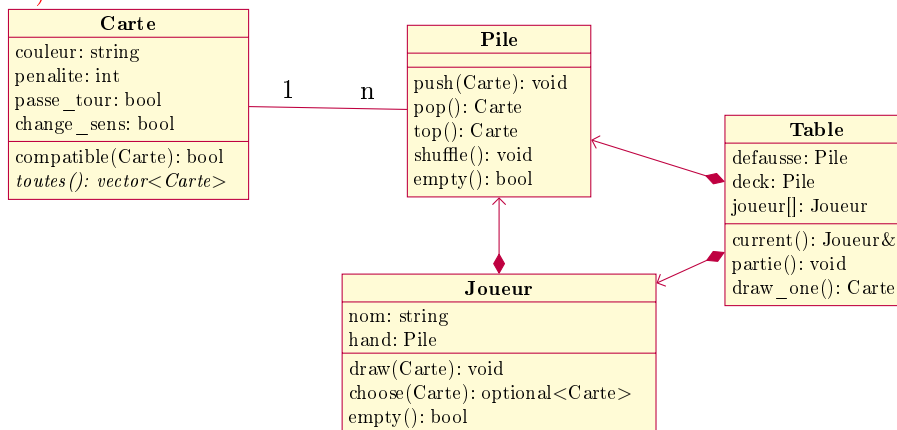 )
Carte
couleur: string
penalite: int
passe_tour: bool
change_sens: bool
compatible(Carte): bool
toutes(): vector<Carte>
1
n
Pile
push(Carte): void
pop(): Carte
top(): Carte
shuffle(): void
empty(): bool
Table
defausse: Pile
deck: Pile
joueur[]: Joueur
current(): Joueur&
partie(): void
draw_one(): Carte
Joueur
nom: string
hand: Pile
draw(Carte): void
choose(Carte): optional<Carte>
empty(): bool